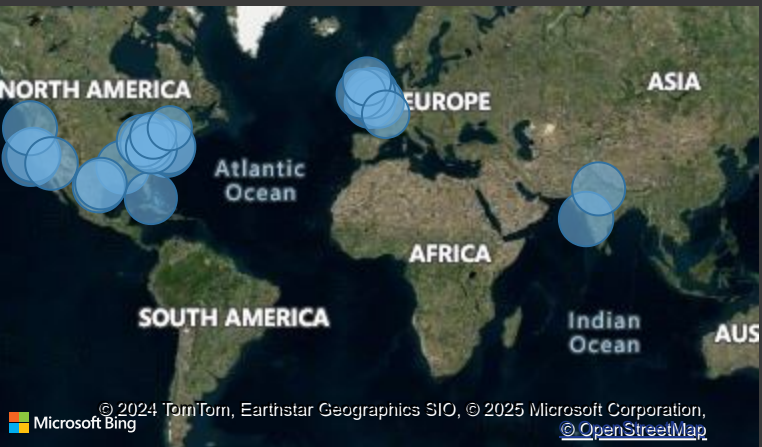 NORTH AMERICA
EUROPE
ASIA
Atlantic
Ocean
AFRICA
SOUTH AMERICA
Indian
Ocean
AUS
© 2024 TomTom, Earthstar Geographics SIO, © 2025 Microsoft Corporation,
Microsoft Bing
© OpenStreetMap